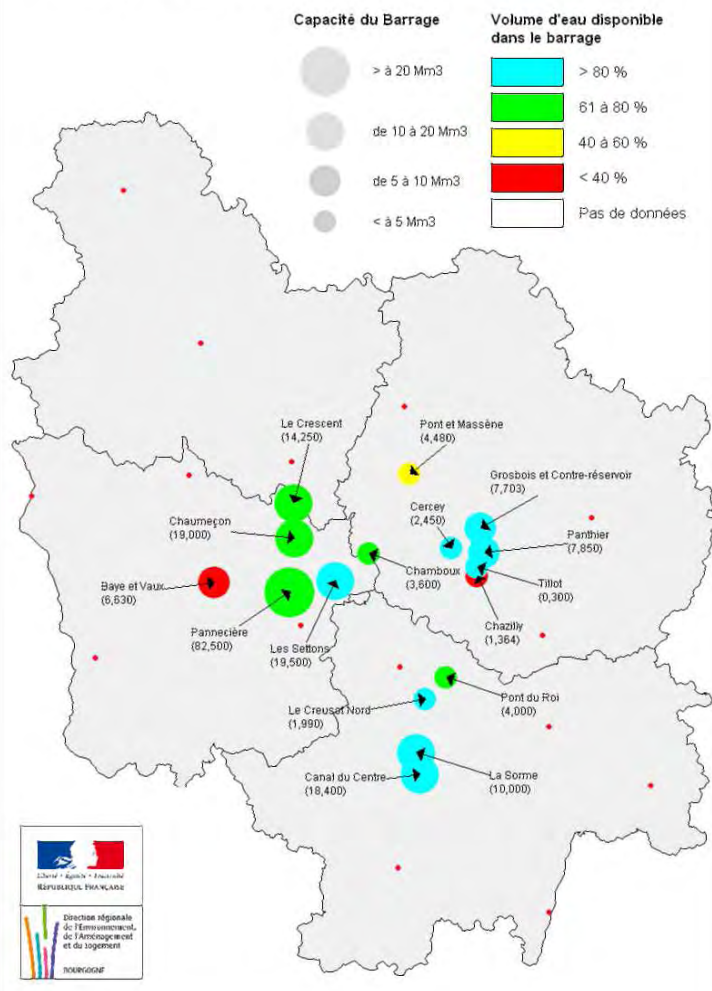 Capacité du Barrage
> à 20 Mm3
de 10 à 20 Mm3
de 5 à 10 Mm3
< à 5 Mm3
Volume d'eau disponible
dans le barrage
> 80 %
61 à 80 %
40 à 60 %
< 40 %
Pas de données
Le Crescent
(14,250)
Pont et Massène
(4,480)
Grosbois et Contre-réservoir
(7,703)
Chaumeçon
(19,000)
Cercey
(2,450)
Panthier
(7,850)
Baye et Vaux
(6,630)
Chamboux
(3,600)
Tillot
(0,300)
Pannecière
(82,500)
Les Settons
(19,500)
Chazilly
(1,364)
Le Creusot Nord
(1,990)
Pont du Roi
(4,000)
Canal du Centre
(18,400)
La Sorme
(10,000)
Liberté • Égalité • Fraternité
RÉPUBLIQUE FRANÇAISE
Direction régionale
de l'Environnement,
de l'Aménagement
et du Logement
BOURGOGNE